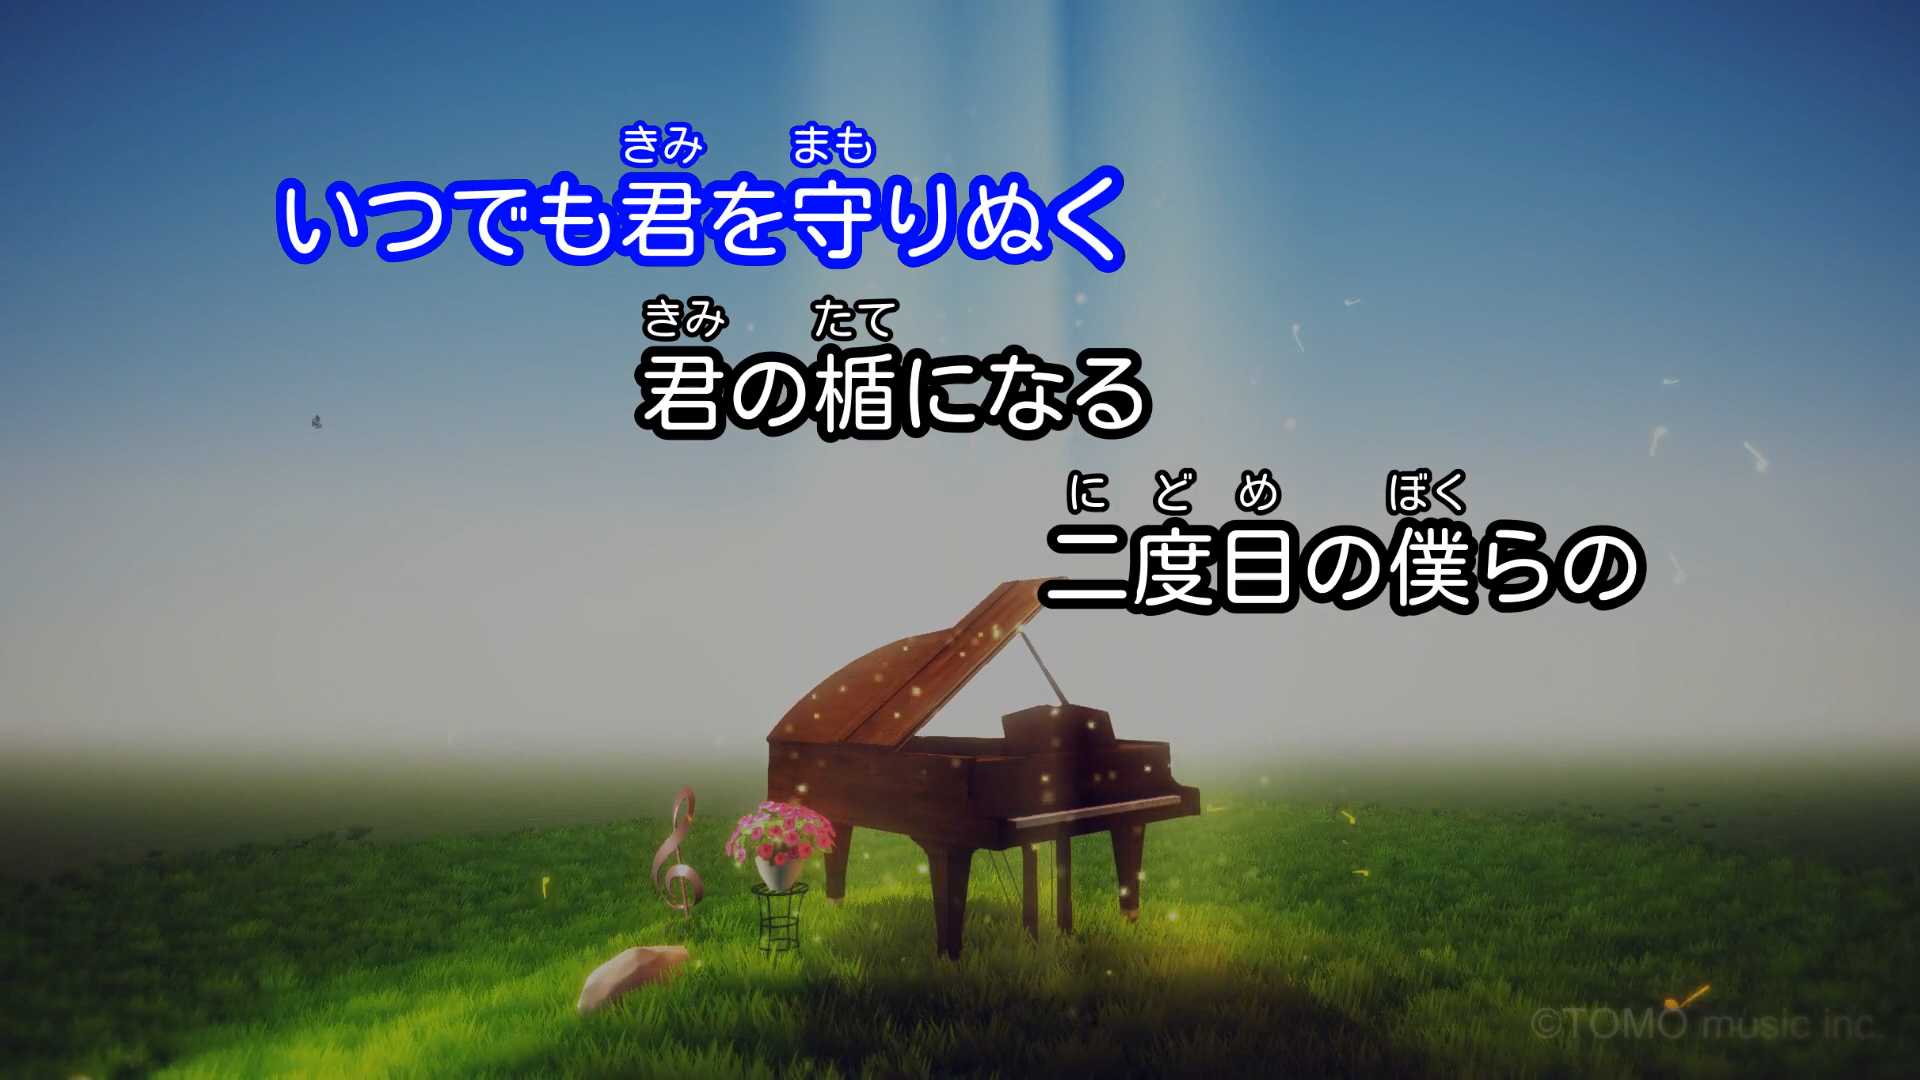 きみ まも
いつでも君を守りぬく
きみ たて
君の楯になる
に ど め ぼく
二度目の僕らの
©TOMO music inc.